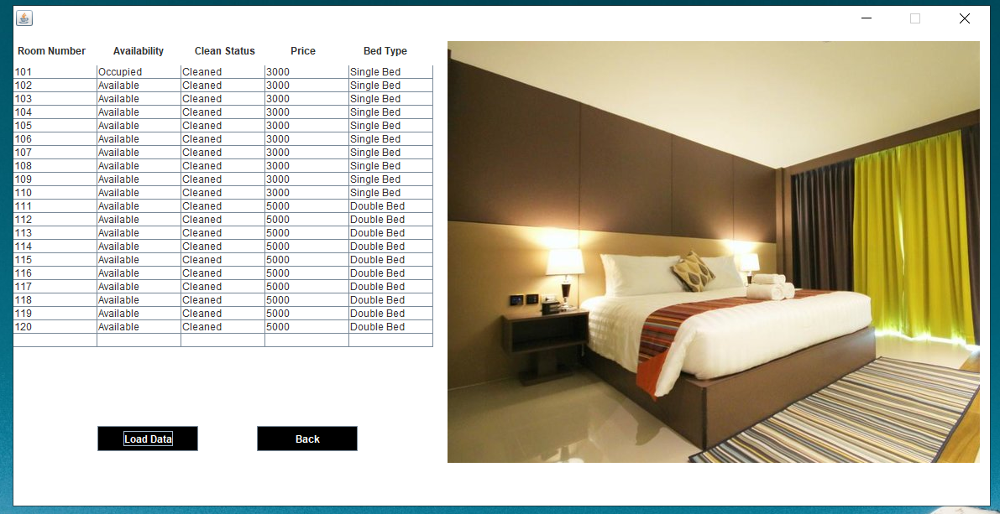 Room Number Availability Clean Status Price Bed Type
101 Occupied Cleaned 3000 Single Bed
102 Available Cleaned 3000 Single Bed
103 Available Cleaned 3000 Single Bed
104 Available Cleaned 3000 Single Bed
105 Available Cleaned 3000 Single Bed
106 Available Cleaned 3000 Single Bed
107 Available Cleaned 3000 Single Bed
108 Available Cleaned 3000 Single Bed
109 Available Cleaned 3000 Single Bed
110 Available Cleaned 3000 Single Bed
111 Available Cleaned 5000 Double Bed
112 Available Cleaned 5000 Double Bed
113 Available Cleaned 5000 Double Bed
114 Available Cleaned 5000 Double Bed
115 Available Cleaned 5000 Double Bed
116 Available Cleaned 5000 Double Bed
117 Available Cleaned 5000 Double Bed
118 Available Cleaned 5000 Double Bed
119 Available Cleaned 5000 Double Bed
120 Available Cleaned 5000 Double Bed
Load Data Back